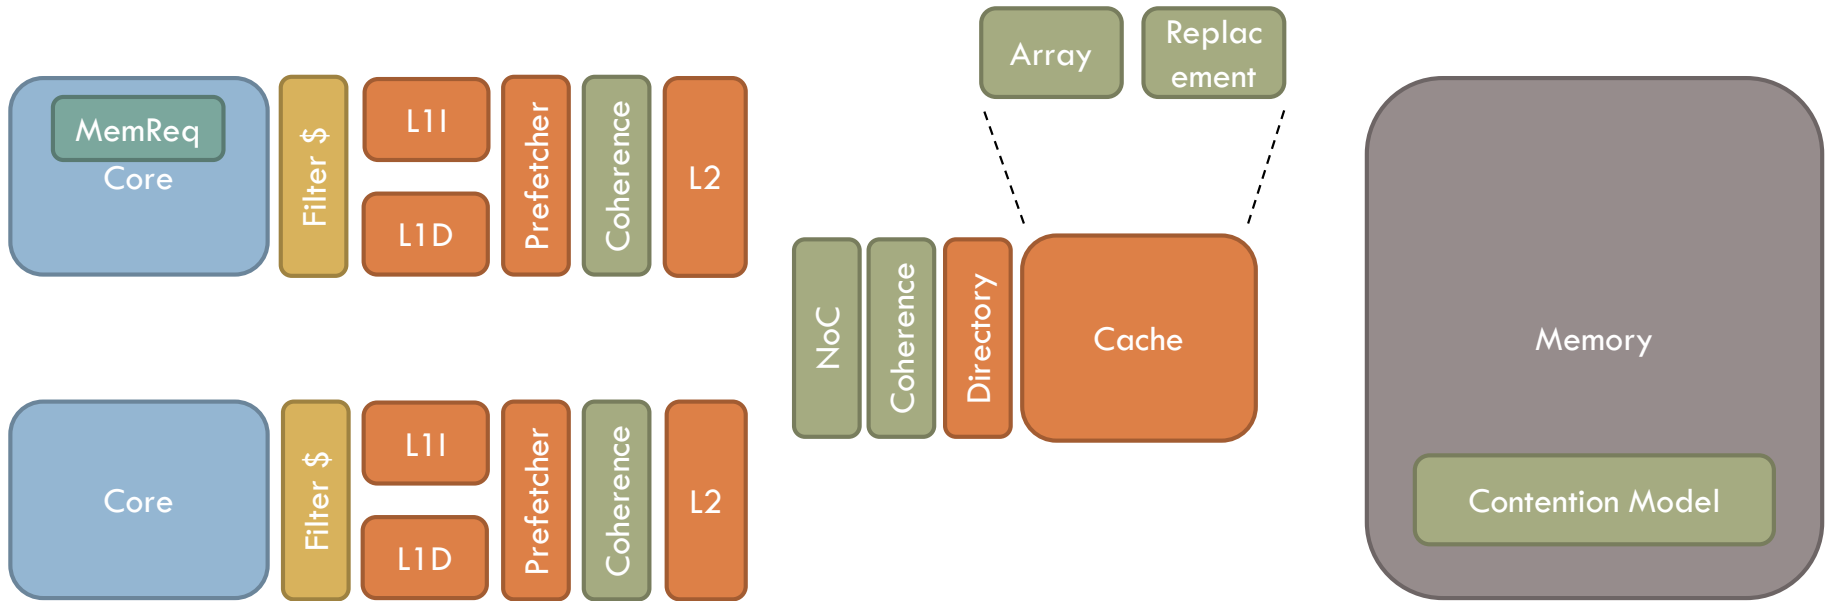 Array
Replac
ement
MemReq
Core
Filter $
L1I
L1D
Prefetcher
Coherence
L2
NoC
Coherence
Directory
Cache
Memory
Contention Model
Core
Filter $
L1I
L1D
Prefetcher
Coherence
L2